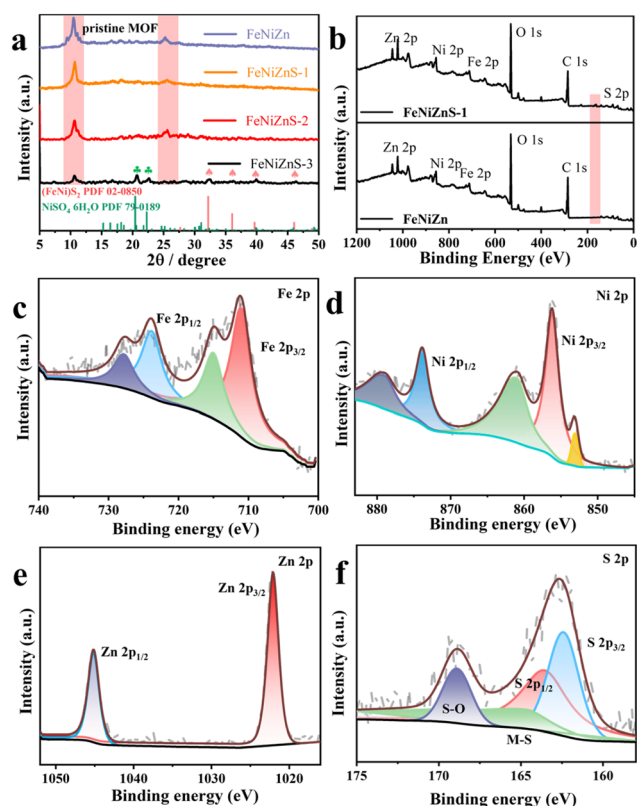 a
pristine MOF
FeNiZn
FeNiZnS-1
FeNiZnS-2
FeNiZnS-3
(FeNi)S2 PDF 02-0850
NiSO4 6H2O PDF 79-0189
Intensity (a.u.)
5 10 15 20 25 30 35 40 45 50
2θ / degree
b
Zn 2p
Ni 2p
Fe 2p
O 1s
C 1s
S 2p
FeNiZnS-1
Zn 2p
Ni 2p
Fe 2p
O 1s
C 1s
FeNiZn
Intensity (a.u.)
1200 1000 800 600 400 200 0
Binding Energy (eV)
c
Fe 2p
Fe 2p1/2
Fe 2p3/2
Intensity (a.u.)
740 730 720 710 700
Binding energy (eV)
d
Ni 2p
Ni 2p3/2
Ni 2p1/2
Intensity (a.u.)
880 870 860 850
Binding energy (eV)
e
Zn 2p
Zn 2p3/2
Zn 2p1/2
Intensity (a.u.)
1050 1040 1030 1020
Binding energy (eV)
f
S 2p
S 2p3/2
S 2p1/2
S-O
M-S
Intensity (a.u.)
175 170 165 160
Binding energy (eV)